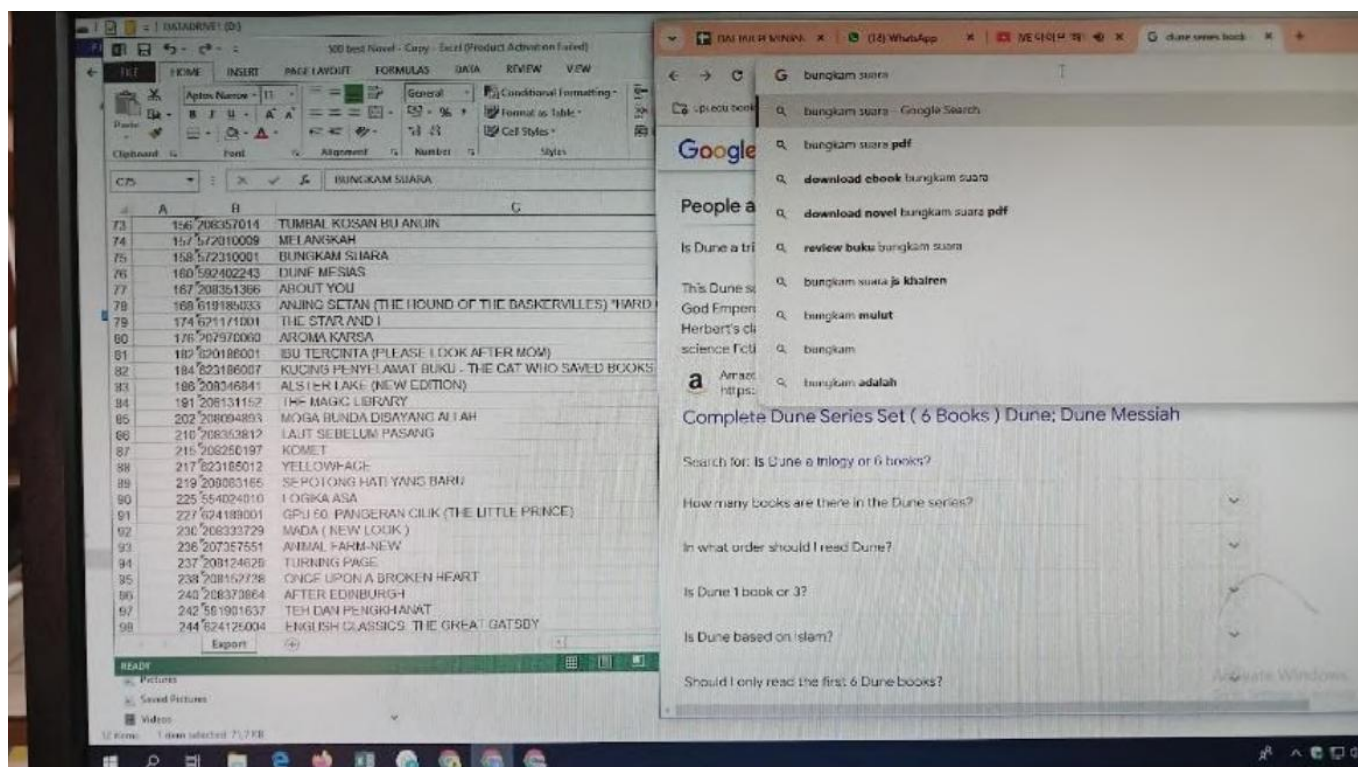 DATADRIVE1 (D:)
500 best Novel - Copy - Excel (Product Activation Failed)
FILE HOME INSERT PAGE LAYOUT FORMULAS DATA REVIEW VIEW
Aptos Narrow 11 General Conditional Formatting
Paste B I U Format as Table
Cell Styles
Clipboard Font Alignment Number Styles
C75 BUNGKAM SUARA
A B C
73 156 208357014 TUMBAL KOSAN BU ANDIN
74 157 572010009 MELANGKAH
75 158 572310001 BUNGKAM SUARA
76 160 592402243 DUNE MESIAS
77 167 208351366 ABOUT YOU
78 168 619185033 ANJING SETAN (THE HOUND OF THE BASKERVILLES) "HARD
79 174 621171001 THE STAR AND I
80 176 207970060 AROMA KARSA
81 182 620186001 IBU TERCINTA (PLEASE LOOK AFTER MOM)
82 184 623186007 KUCING PENYELAMAT BUKU - THE CAT WHO SAVED BOOKS
83 186 208346841 ALSTER LAKE (NEW EDITION)
84 191 208131152 THE MAGIC LIBRARY
85 202 208094893 MOGA BUNDA DISAYANG ALLAH
86 210 208353812 LAUT SEBELUM PASANG
87 215 208250197 KOMET
88 217 623185012 YELLOWFACE
89 219 208083165 SEPOTONG HATI YANG BARU
90 225 554024010 LOGIKA ASA
91 227 624189001 GPU 50. PANGERAN CILIK (THE LITTLE PRINCE)
92 230 208333729 MADA ( NEW LOOK )
93 236 207357551 ANIMAL FARM-NEW
94 237 208124628 TURNING PAGE
95 238 208152728 ONCE UPON A BROKEN HEART
96 240 208370864 AFTER EDINBURGH
97 242 591901637 TEH DAN PENGKHIANAT
98 244 624125004 ENGLISH CLASSICS: THE GREAT GATSBY
Export
READY
Pictures
Saved Pictures
Videos
1 item selected
(18) WhatsApp
dune series book
bungkam suara
bungkam suara - Google Search
bungkam suara pdf
download ebook bungkam suara
download novel bungkam suara pdf
review buku bungkam suara
bungkam suara js khairen
bungkam mulut
bungkam
bungkam adalah
Google
People a
Is Dune a tri
This Dune s
God Emper
Herbert's cl
science ficti
a
https:
Complete Dune Series Set ( 6 Books ) Dune; Dune Messiah
Search for: Is Dune a trilogy or 6 books?
How many books are there in the Dune series?
In what order should I read Dune?
Is Dune 1 book or 3?
Is Dune based on Islam?
Should I only read the first 6 Dune books?
Activate Windows